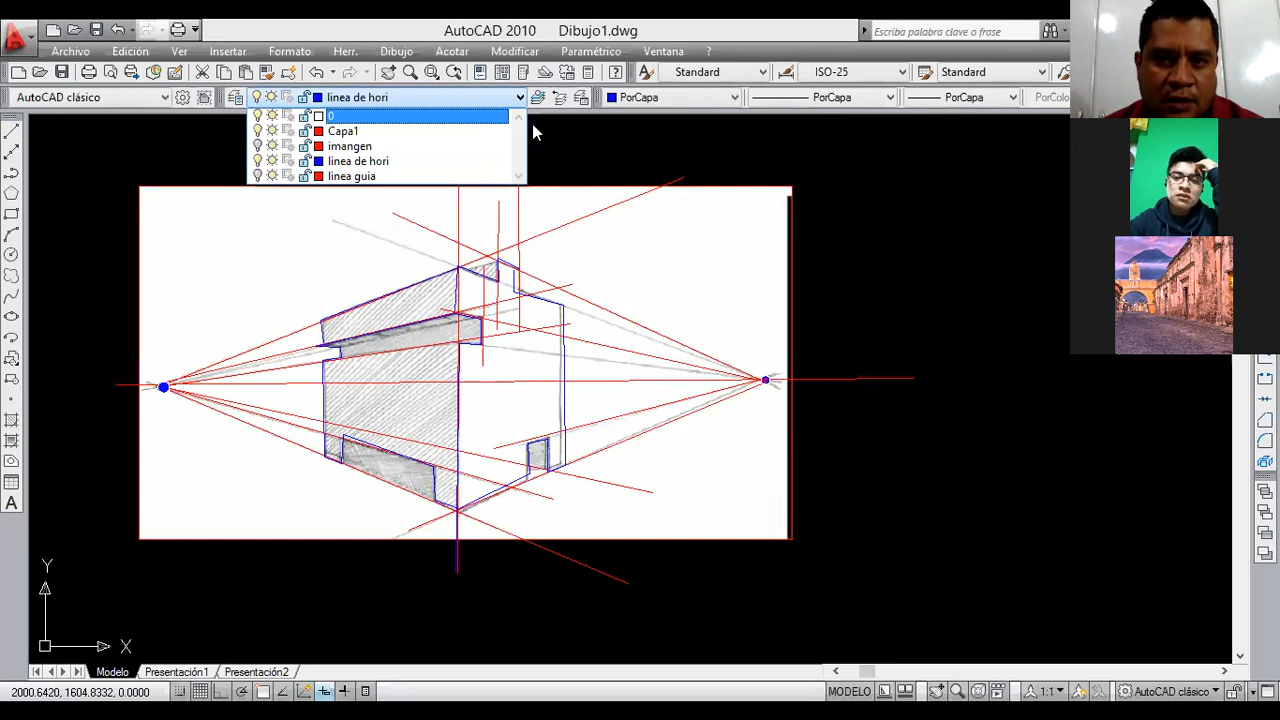 AutoCAD 2010 Dibujo1.dwg
Escriba palabra clave o frase
Archivo Edición Ver Insertar Formato Herr. Dibujo Acotar Modificar Paramétrico Ventana ?
Standard ISO-25 Standard
AutoCAD clásico linea de hori PorCapa PorCapa PorCapa PorColo
0
Capa1
imangen
linea de hori
linea guia
A
Y
X
Modelo Presentación1 Presentación2
2000.6420, 1604.8332, 0.0000 MODELO 1:1 AutoCAD clásico